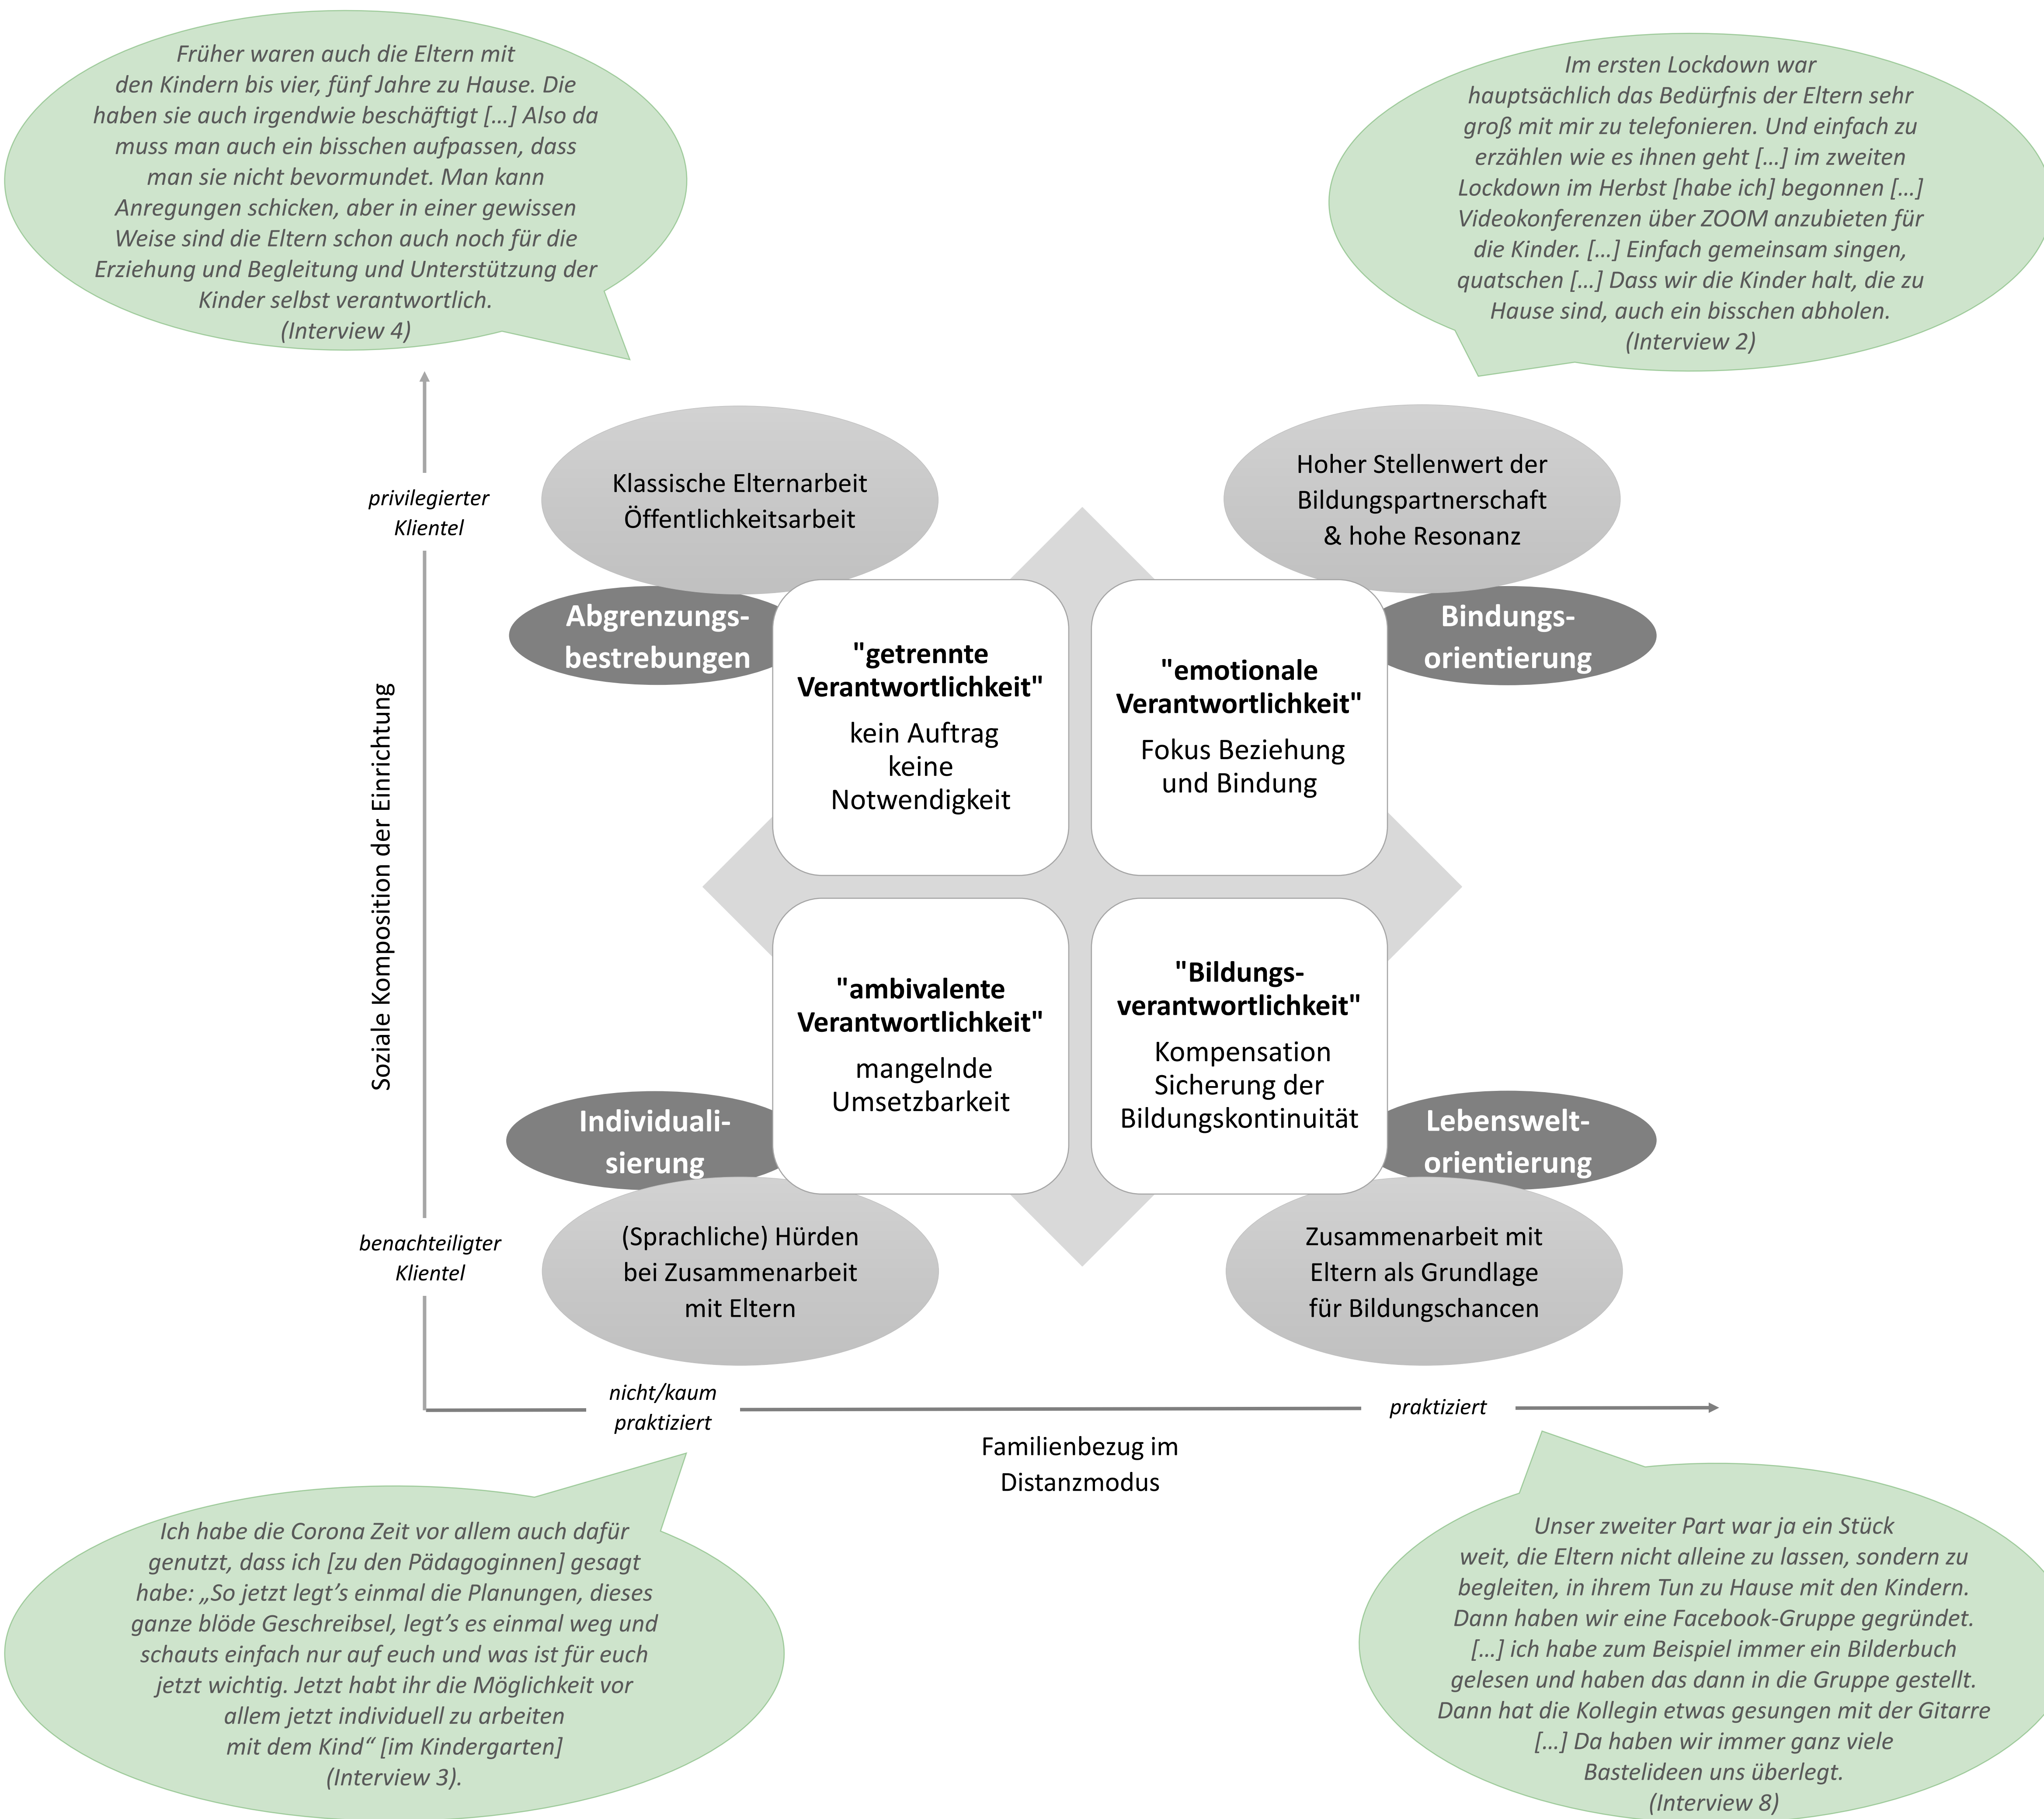 Früher waren auch die Eltern mit
den Kindern bis vier, fünf Jahre zu Hause. Die
haben sie auch irgendwie beschäftigt […] Also da
muss man auch ein bisschen aufpassen, dass
man sie nicht bevormundet. Man kann
Anregungen schicken, aber in einer gewissen
Weise sind die Eltern schon auch noch für die
Erziehung und Begleitung und Unterstützung der
Kinder selbst verantwortlich.
(Interview 4)
Im ersten Lockdown war
hauptsächlich das Bedürfnis der Eltern sehr
groß mit mir zu telefonieren. Und einfach zu
erzählen wie es ihnen geht […] im zweiten
Lockdown im Herbst [habe ich] begonnen […]
Videokonferenzen über ZOOM anzubieten für
die Kinder. […] Einfach gemeinsam singen,
quatschen […] Dass wir die Kinder halt, die zu
Hause sind, auch ein bisschen abholen.
(Interview 2)
Soziale Komposition der Einrichtung
privilegierter
Klientel
Klassische Elternarbeit
Öffentlichkeitsarbeit
Hoher Stellenwert der
Bildungspartnerschaft
& hohe Resonanz
Abgrenzungs-
bestrebungen
"getrennte
Verantwortlichkeit"
kein Auftrag
keine
Notwendigkeit
"emotionale
Verantwortlichkeit"
Fokus Beziehung
und Bindung
Bindungs-
orientierung
"ambivalente
Verantwortlichkeit"
mangelnde
Umsetzbarkeit
"Bildungs-
verantwortlichkeit"
Kompensation
Sicherung der
Bildungskontinuität
Individuali-
sierung
Lebenswelt-
orientierung
benachteiligter
Klientel
(Sprachliche) Hürden
bei Zusammenarbeit
mit Eltern
Zusammenarbeit mit
Eltern als Grundlage
für Bildungschancen
nicht/kaum
praktiziert
praktiziert
Familienbezug im
Distanzmodus
Ich habe die Corona Zeit vor allem auch dafür
genutzt, dass ich [zu den Pädagoginnen] gesagt
habe: „So jetzt legt’s einmal die Planungen, dieses
ganze blöde Geschreibsel, legt’s es einmal weg und
schauts einfach nur auf euch und was ist für euch
jetzt wichtig. Jetzt habt ihr die Möglichkeit vor
allem jetzt individuell zu arbeiten
mit dem Kind“ [im Kindergarten]
(Interview 3).
Unser zweiter Part war ja ein Stück
weit, die Eltern nicht alleine zu lassen, sondern zu
begleiten, in ihrem Tun zu Hause mit den Kindern.
Dann haben wir eine Facebook-Gruppe gegründet.
[…] ich habe zum Beispiel immer ein Bilderbuch
gelesen und haben das dann in die Gruppe gestellt.
Dann hat die Kollegin etwas gesungen mit der Gitarre
[…] Da haben wir immer ganz viele
Bastelideen uns überlegt.
(Interview 8)